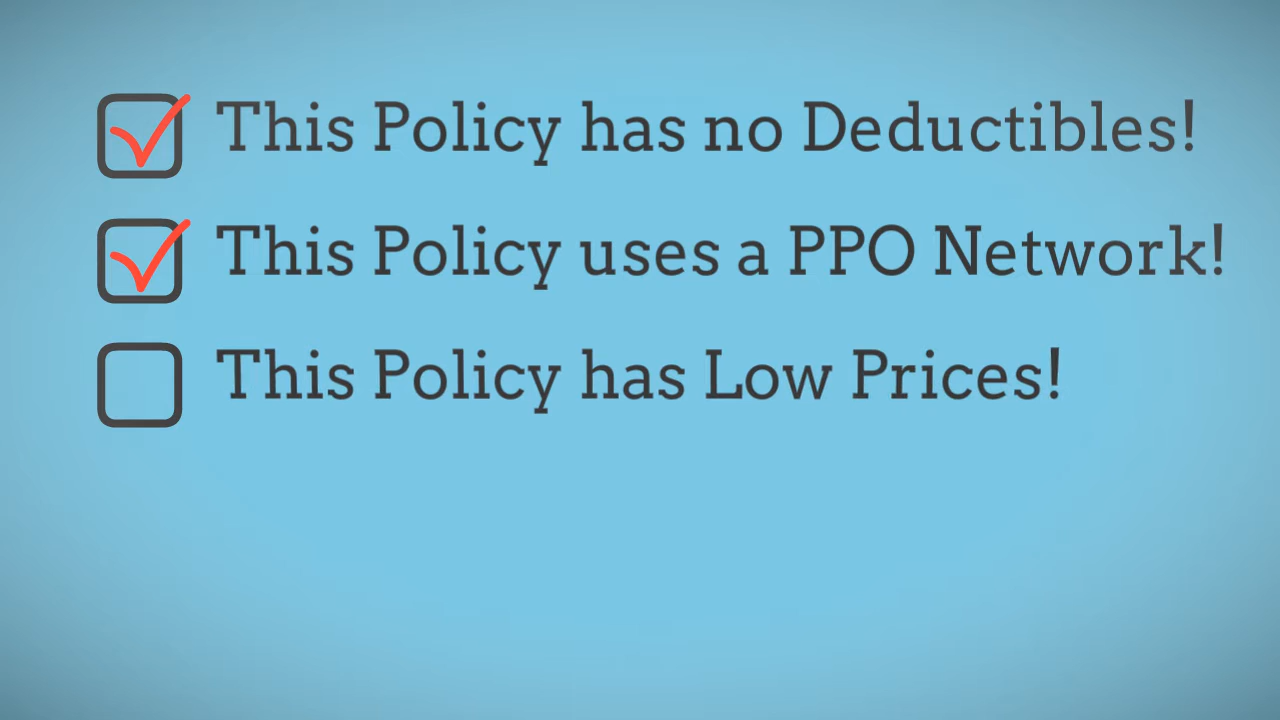 This Policy has no Deductibles!
This Policy uses a PPO Network!
This Policy has Low Prices!